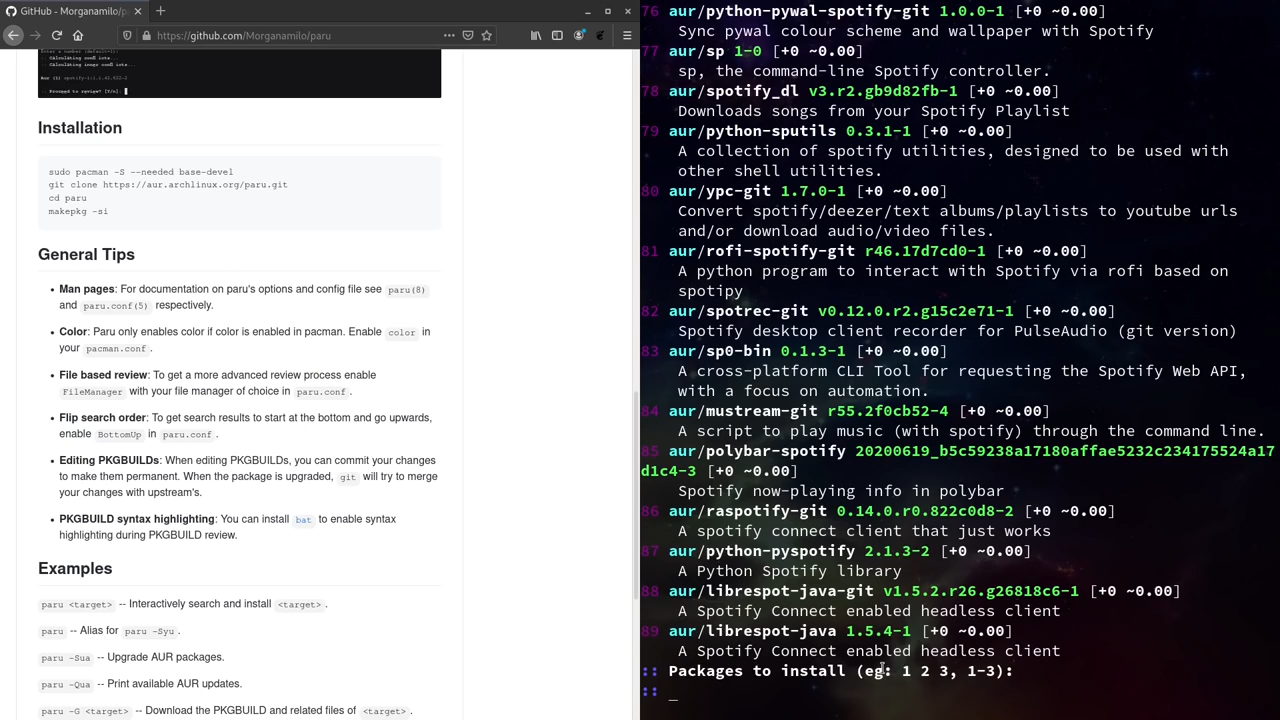 GitHub - Morganamilo/p
https://github.com/Morganamilo/paru
:: Calculating conflicts...
:: Calculating inner conflicts...
:: Proceed to review? [Y/n]:
Installation
sudo pacman -S --needed base-devel
git clone https://aur.archlinux.org/paru.git
cd paru
makepkg -si
General Tips
• Man pages: For documentation on paru's options and config file see paru(8)
and paru.conf(5) respectively.
• Color: Paru only enables color if color is enabled in pacman. Enable color in
your pacman.conf.
• File based review: To get a more advanced review process enable
FileManager with your file manager of choice in paru.conf.
• Flip search order: To get search results to start at the bottom and go upwards,
enable BottomUp in paru.conf.
• Editing PKGBUILDs: When editing PKGBUILDs, you can commit your changes
to make them permanent. When the package is upgraded, git will try to merge
your changes with upstream's.
• PKGBUILD syntax highlighting: You can install bat to enable syntax
highlighting during PKGBUILD review.
Examples
paru <target> -- Interactively search and install <target>.
paru -- Alias for paru -Syu.
paru -Sua -- Upgrade AUR packages.
paru -Qua -- Print available AUR updates.
paru -G <target> -- Download the PKGBUILD and related files of <target>.
76 aur/python-pywal-spotify-git 1.0.0-1 [+0 ~0.00]
Sync pywal colour scheme and wallpaper with Spotify
77 aur/sp 1-0 [+0 ~0.00]
sp, the command-line Spotify controller.
78 aur/spotify_dl v3.r2.gb9d82fb-1 [+0 ~0.00]
Downloads songs from your Spotify Playlist
79 aur/python-sputils 0.3.1-1 [+0 ~0.00]
A collection of spotify utilities, designed to be used with
other shell utilities.
80 aur/ypc-git 1.7.0-1 [+0 ~0.00]
Convert spotify/deezer/text albums/playlists to youtube urls
and/or download audio/video files.
81 aur/rofi-spotify-git r46.17d7cd0-1 [+0 ~0.00]
A python program to interact with Spotify via rofi based on
spotipy
82 aur/spotrec-git v0.12.0.r2.g15c2e71-1 [+0 ~0.00]
Spotify desktop client recorder for PulseAudio (git version)
83 aur/sp0-bin 0.1.3-1 [+0 ~0.00]
A cross-platform CLI Tool for requesting the Spotify Web API,
with a focus on automation.
84 aur/mustream-git r55.2f0cb52-4 [+0 ~0.00]
A script to play music (with spotify) through the command line.
85 aur/polybar-spotify 20200619_b5c59238a17180affae5232c234175524a17
d1c4-3 [+0 ~0.00]
Spotify now-playing info in polybar
86 aur/raspotify-git 0.14.0.r0.822c0d8-2 [+0 ~0.00]
A spotify connect client that just works
87 aur/python-pyspotify 2.1.3-2 [+0 ~0.00]
A Python Spotify library
88 aur/librespot-java-git v1.5.2.r26.g26818c6-1 [+0 ~0.00]
A Spotify Connect enabled headless client
89 aur/librespot-java 1.5.4-1 [+0 ~0.00]
A Spotify Connect enabled headless client
:: Packages to install (eg: 1 2 3, 1-3):
:: _